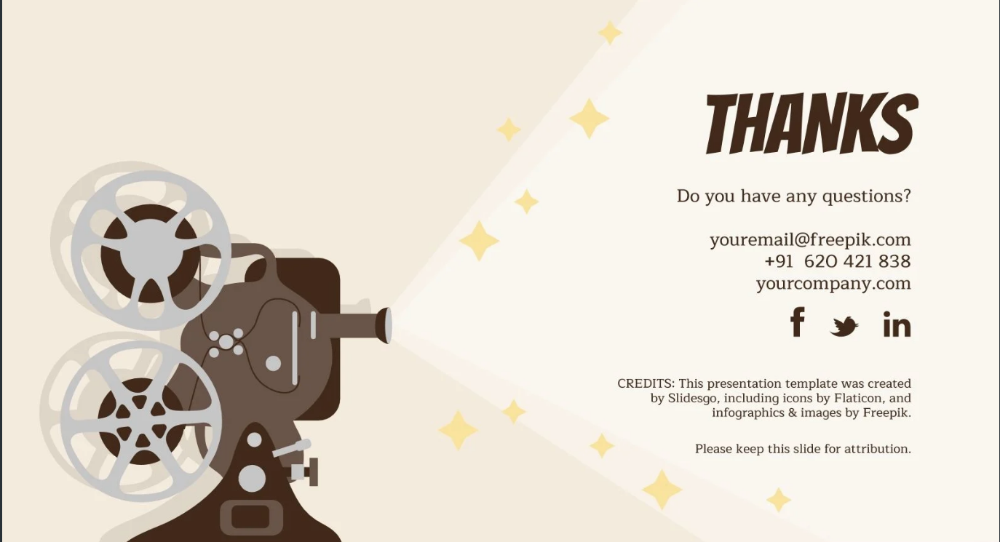 THANKS
Do you have any questions?
youremail@freepik.com
+91  620 421 838
yourcompany.com
f in
CREDITS: This presentation template was created
by Slidesgo, including icons by Flaticon, and
infographics & images by Freepik.
Please keep this slide for attribution.